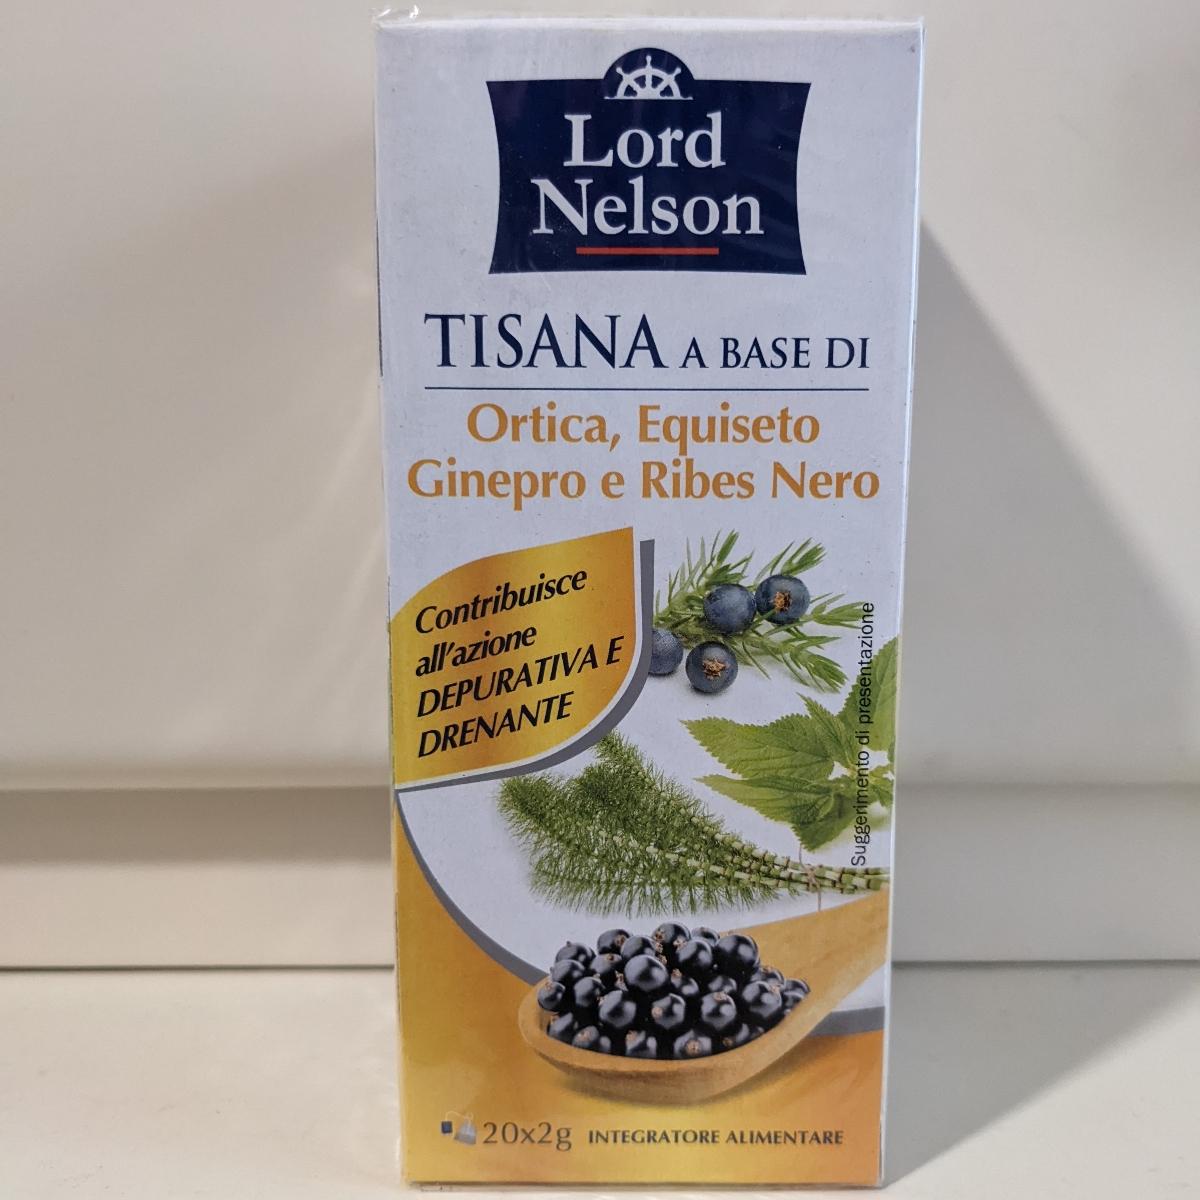 Lord
Nelson
TISANA A BASE DI
Ortica, Equiseto
Ginepro e Ribes Nero
Contribuisce
all'azione
DEPURATIVA E
DRENANTE
Suggerimento di presentazione
20x2g INTEGRATORE ALIMENTARE